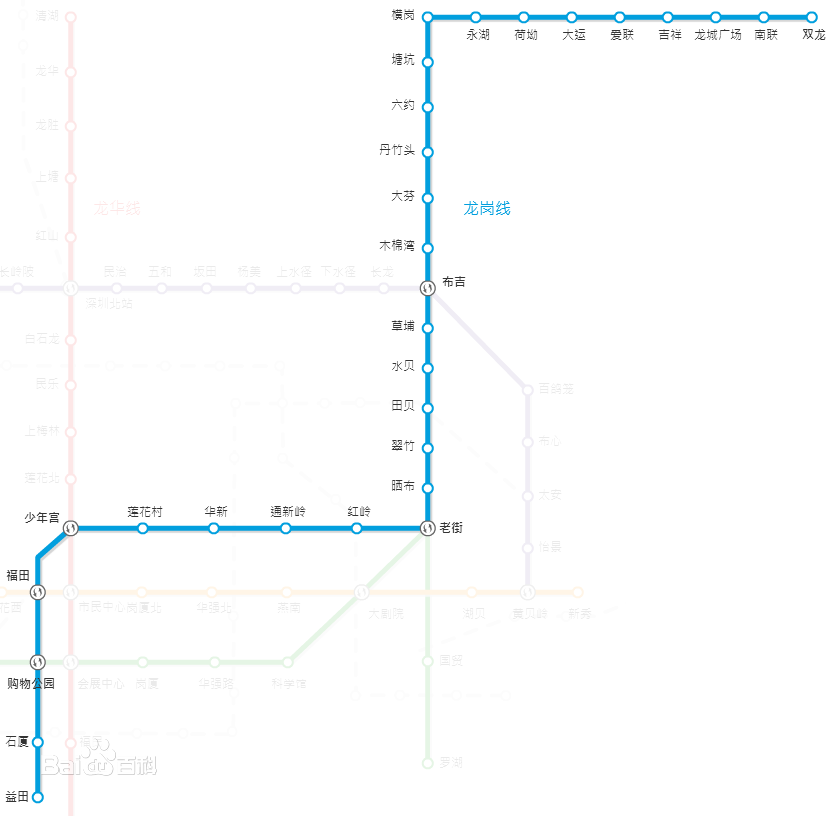 清湖
横岗
永湖
荷坳
大运
爱联
吉祥
龙城广场
南联
双龙
塘坑
龙华
六约
龙胜
丹竹头
上塘
大芬
龙华线
龙岗线
红山
木棉湾
长岭陂
民治
五和
坂田
杨美
上水径
下水径
长龙
布吉
深圳北站
草埔
白石龙
水贝
民乐
百鸽笼
田贝
上梅林
翠竹
布心
莲花北
晒布
太安
少年宫
莲花村
华新
通新岭
红岭
老街
怡景
福田
市民中心
岗厦北
华强北
燕南
大剧院
湖贝
黄贝岭
新秀
国贸
购物公园
会展中心
岗厦
华强路
科学馆
石厦
福民
Bai 百科
罗湖
益田